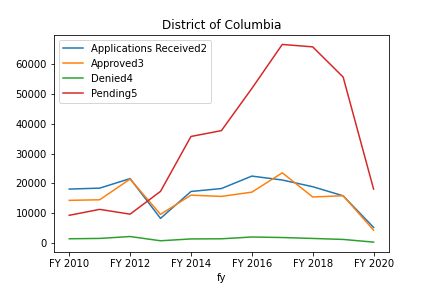 District of Columbia
Applications Received2
Approved3
Denied4
Pending5
60000
50000
40000
30000
20000
10000
0
FY 2010 FY 2012 FY 2014 FY 2016 FY 2018 FY 2020
fy